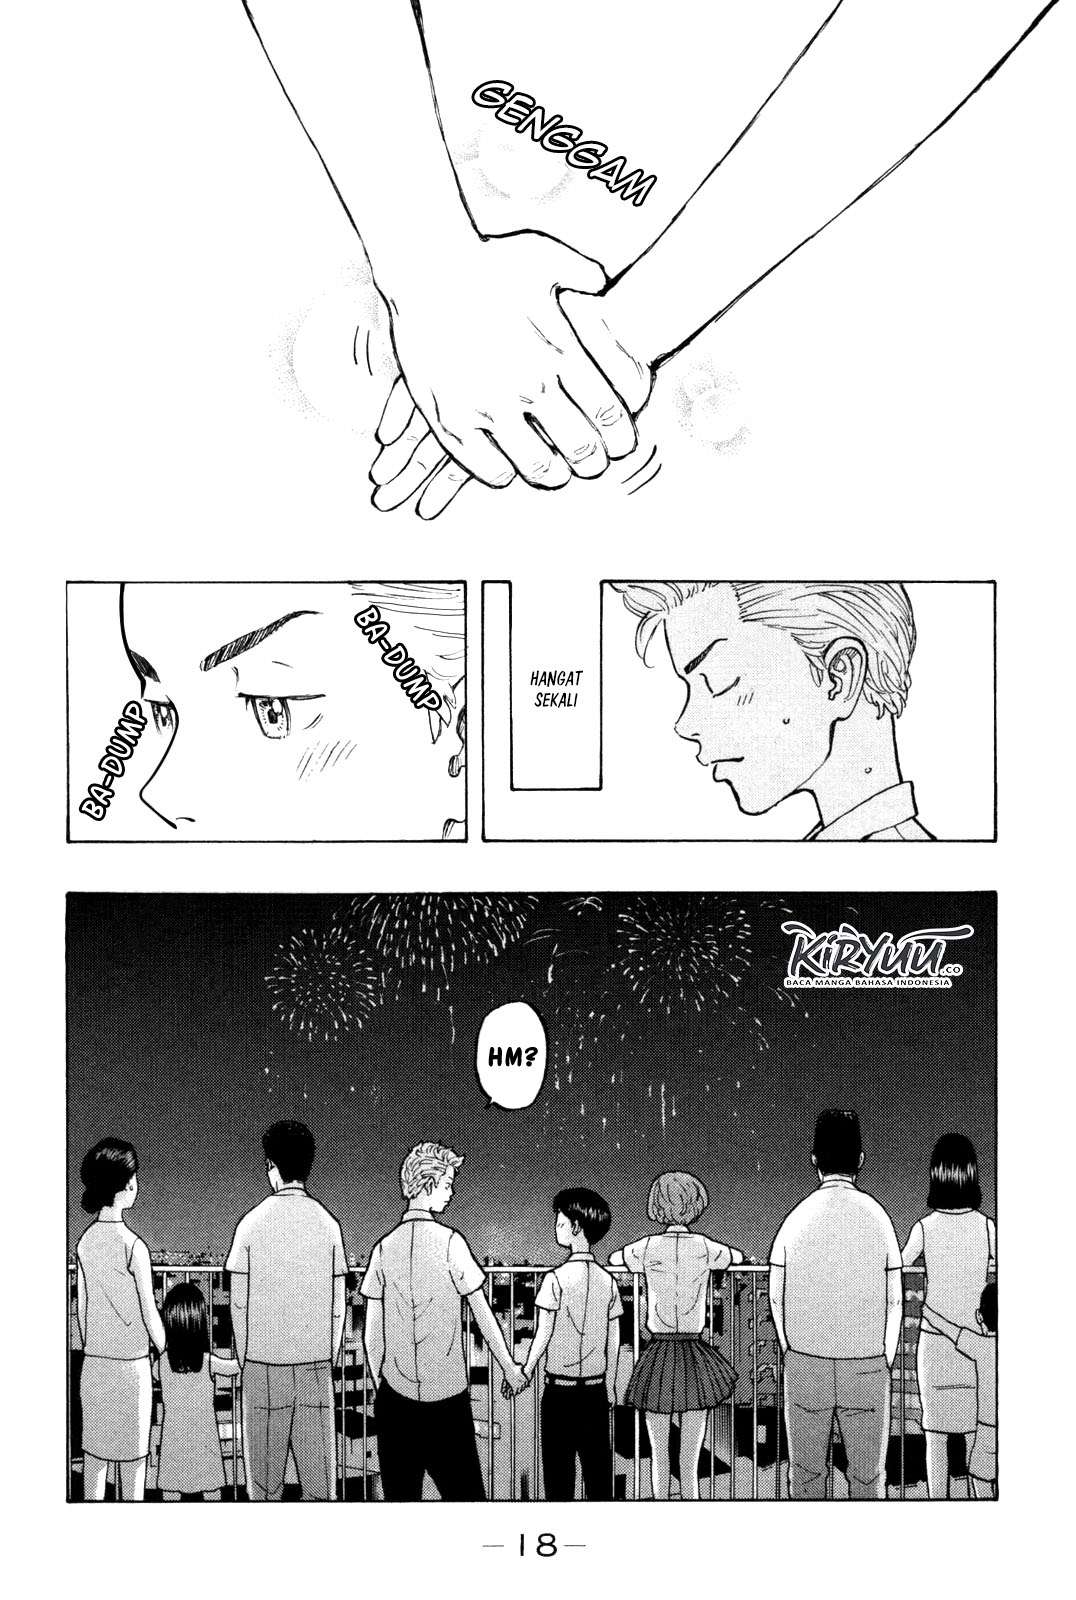 GENGGAM
BA-DUMP
BA-DUMP
HANGAT
SEKALI
KIRYUU.CO
BACA MANGA BAHASA INDONESIA
HM?
-18-